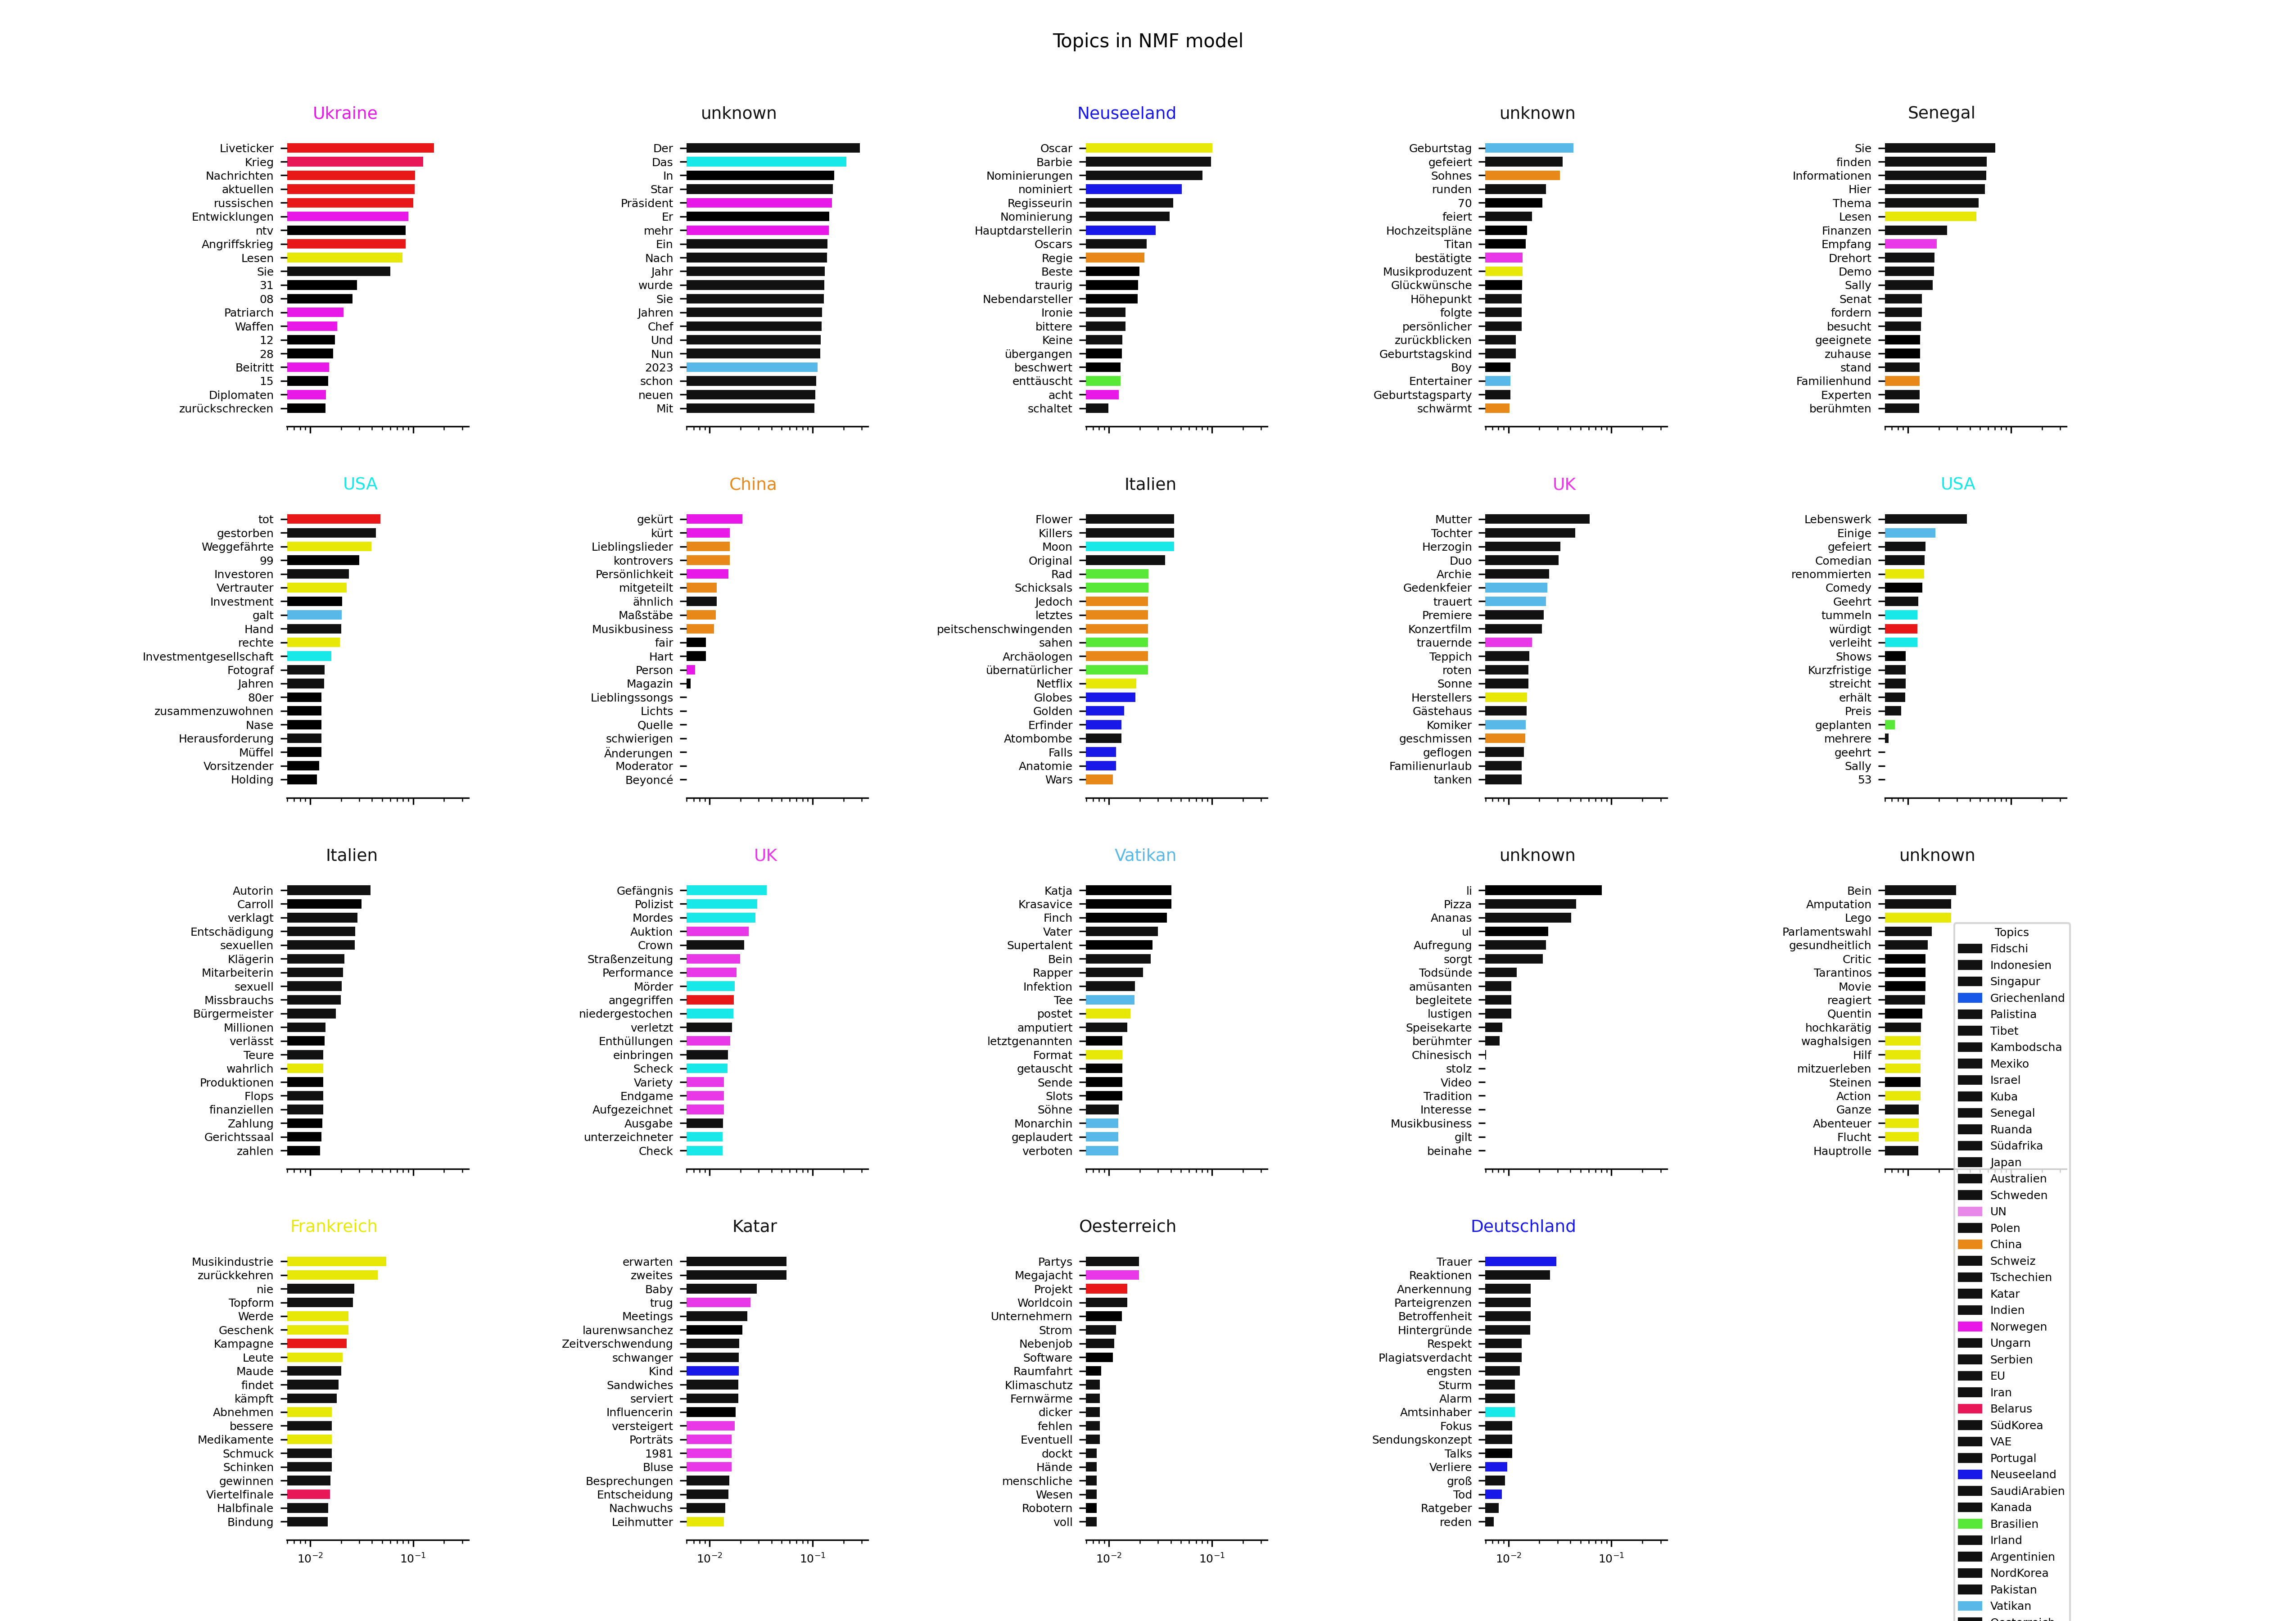 Topics in NMF model
Ukraine
Liveticker
Krieg
Nachrichten
aktuellen
russischen
Entwicklungen
ntv
Angriffskrieg
Lesen
Sie
31
08
Patriarch
Waffen
12
28
Beitritt
15
Diplomaten
zurückschrecken
unknown
Der
Das
In
Star
Präsident
Er
mehr
Ein
Nach
Jahr
wurde
Sie
Jahren
Chef
Und
Nun
2023
schon
neuen
Mit
Neuseeland
Oscar
Barbie
Nominierungen
nominiert
Regisseurin
Nominierung
Hauptdarstellerin
Oscars
Regie
Beste
traurig
Nebendarsteller
Ironie
bittere
Keine
übergangen
beschwert
enttäuscht
acht
schaltet
unknown
Geburtstag
gefeiert
Sohnes
runden
70
feiert
Hochzeitspläne
Titan
bestätigte
Musikproduzent
Glückwünsche
Höhepunkt
folgte
persönlicher
zurückblicken
Geburtstagskind
Boy
Entertainer
Geburtstagsparty
schwärmt
Senegal
Sie
finden
Informationen
Hier
Thema
Lesen
Finanzen
Empfang
Drehort
Demo
Sally
Senat
fordern
besucht
geeignete
zuhause
stand
Familienhund
Experten
berühmten
USA
tot
gestorben
Weggefährte
99
Investoren
Vertrauter
Investment
galt
Hand
rechte
Investmentgesellschaft
Fotograf
Jahren
80er
zusammenzuwohnen
Nase
Herausforderung
Müffel
Vorsitzender
Holding
China
gekürt
kürt
Lieblingslieder
kontrovers
Persönlichkeit
mitgeteilt
ähnlich
Maßstäbe
Musikbusiness
fair
Hart
Person
Magazin
Lieblingssongs
Lichts
Quelle
schwierigen
Änderungen
Moderator
Beyoncé
Italien
Flower
Killers
Moon
Original
Rad
Schicksals
Jedoch
letztes
peitschenschwingenden
sahen
Archäologen
übernatürlicher
Netflix
Globes
Golden
Erfinder
Atombombe
Falls
Anatomie
Wars
UK
Mutter
Tochter
Herzogin
Duo
Archie
Gedenkfeier
trauert
Premiere
Konzertfilm
trauernde
Teppich
roten
Sonne
Herstellers
Gästehaus
Komiker
geschmissen
geflogen
Familienurlaub
tanken
USA
Lebenswerk
Einige
gefeiert
Comedian
renommierten
Comedy
Geehrt
tummeln
würdigt
verleiht
Shows
Kurzfristige
streicht
erhält
Preis
geplanten
mehrere
geehrt
Sally
53
Italien
Autorin
Carroll
verklagt
Entschädigung
sexuellen
Klägerin
Mitarbeiterin
sexuell
Missbrauchs
Bürgermeister
Millionen
verlässt
Teure
wahrlich
Produktionen
Flops
finanziellen
Zahlung
Gerichtssaal
zahlen
UK
Gefängnis
Polizist
Mordes
Auktion
Crown
Straßenzeitung
Performance
Mörder
angegriffen
niedergestochen
verletzt
Enthüllungen
einbringen
Scheck
Variety
Endgame
Aufgezeichnet
Ausgabe
unterzeichneter
Check
Vatikan
Katja
Krasavice
Finch
Vater
Supertalent
Bein
Rapper
Infektion
Tee
postet
amputiert
letztgenannten
Format
getauscht
Sende
Slots
Söhne
Monarchin
geplaudert
verboten
unknown
li
Pizza
Ananas
ul
Aufregung
sorgt
Todsünde
amüsanten
begleitete
lustigen
Speisekarte
berühmter
Chinesisch
stolz
Video
Tradition
Interesse
Musikbusiness
gilt
beinahe
unknown
Bein
Amputation
Lego
Parlamentswahl
gesundheitlich
Critic
Tarantinos
Movie
reagiert
Quentin
hochkarätig
waghalsigen
Hilf
mitzuerleben
Steinen
Action
Ganze
Abenteuer
Flucht
Hauptrolle
Frankreich
Musikindustrie
zurückkehren
nie
Topform
Werde
Geschenk
Kampagne
Leute
Maude
findet
kämpft
Abnehmen
bessere
Medikamente
Schmuck
Schinken
gewinnen
Viertelfinale
Halbfinale
Bindung
10⁻² 10⁻¹
Katar
erwarten
zweites
Baby
trug
Meetings
laurenwsanchez
Zeitverschwendung
schwanger
Kind
Sandwiches
serviert
Influencerin
versteigert
Porträts
1981
Bluse
Besprechungen
Entscheidung
Nachwuchs
Leihmutter
10⁻² 10⁻¹
Oesterreich
Partys
Megajacht
Projekt
Worldcoin
Unternehmern
Strom
Nebenjob
Software
Raumfahrt
Klimaschutz
Fernwärme
dicker
fehlen
Eventuell
dockt
Hände
menschliche
Wesen
Robotern
voll
10⁻² 10⁻¹
Deutschland
Trauer
Reaktionen
Anerkennung
Parteigrenzen
Betroffenheit
Hintergründe
Respekt
Plagiatsverdacht
engsten
Sturm
Alarm
Amtsinhaber
Fokus
Sendungskonzept
Talks
Verliere
groß
Tod
Ratgeber
reden
10⁻² 10⁻¹
Topics
Fidschi
Indonesien
Singapur
Griechenland
Palistina
Tibet
Kambodscha
Mexiko
Israel
Kuba
Senegal
Ruanda
Südafrika
Japan
Australien
Schweden
UN
Polen
China
Schweiz
Tschechien
Katar
Indien
Norwegen
Ungarn
Serbien
EU
Iran
Belarus
SüdKorea
VAE
Portugal
Neuseeland
SaudiArabien
Kanada
Brasilien
Irland
Argentinien
NordKorea
Pakistan
Vatikan